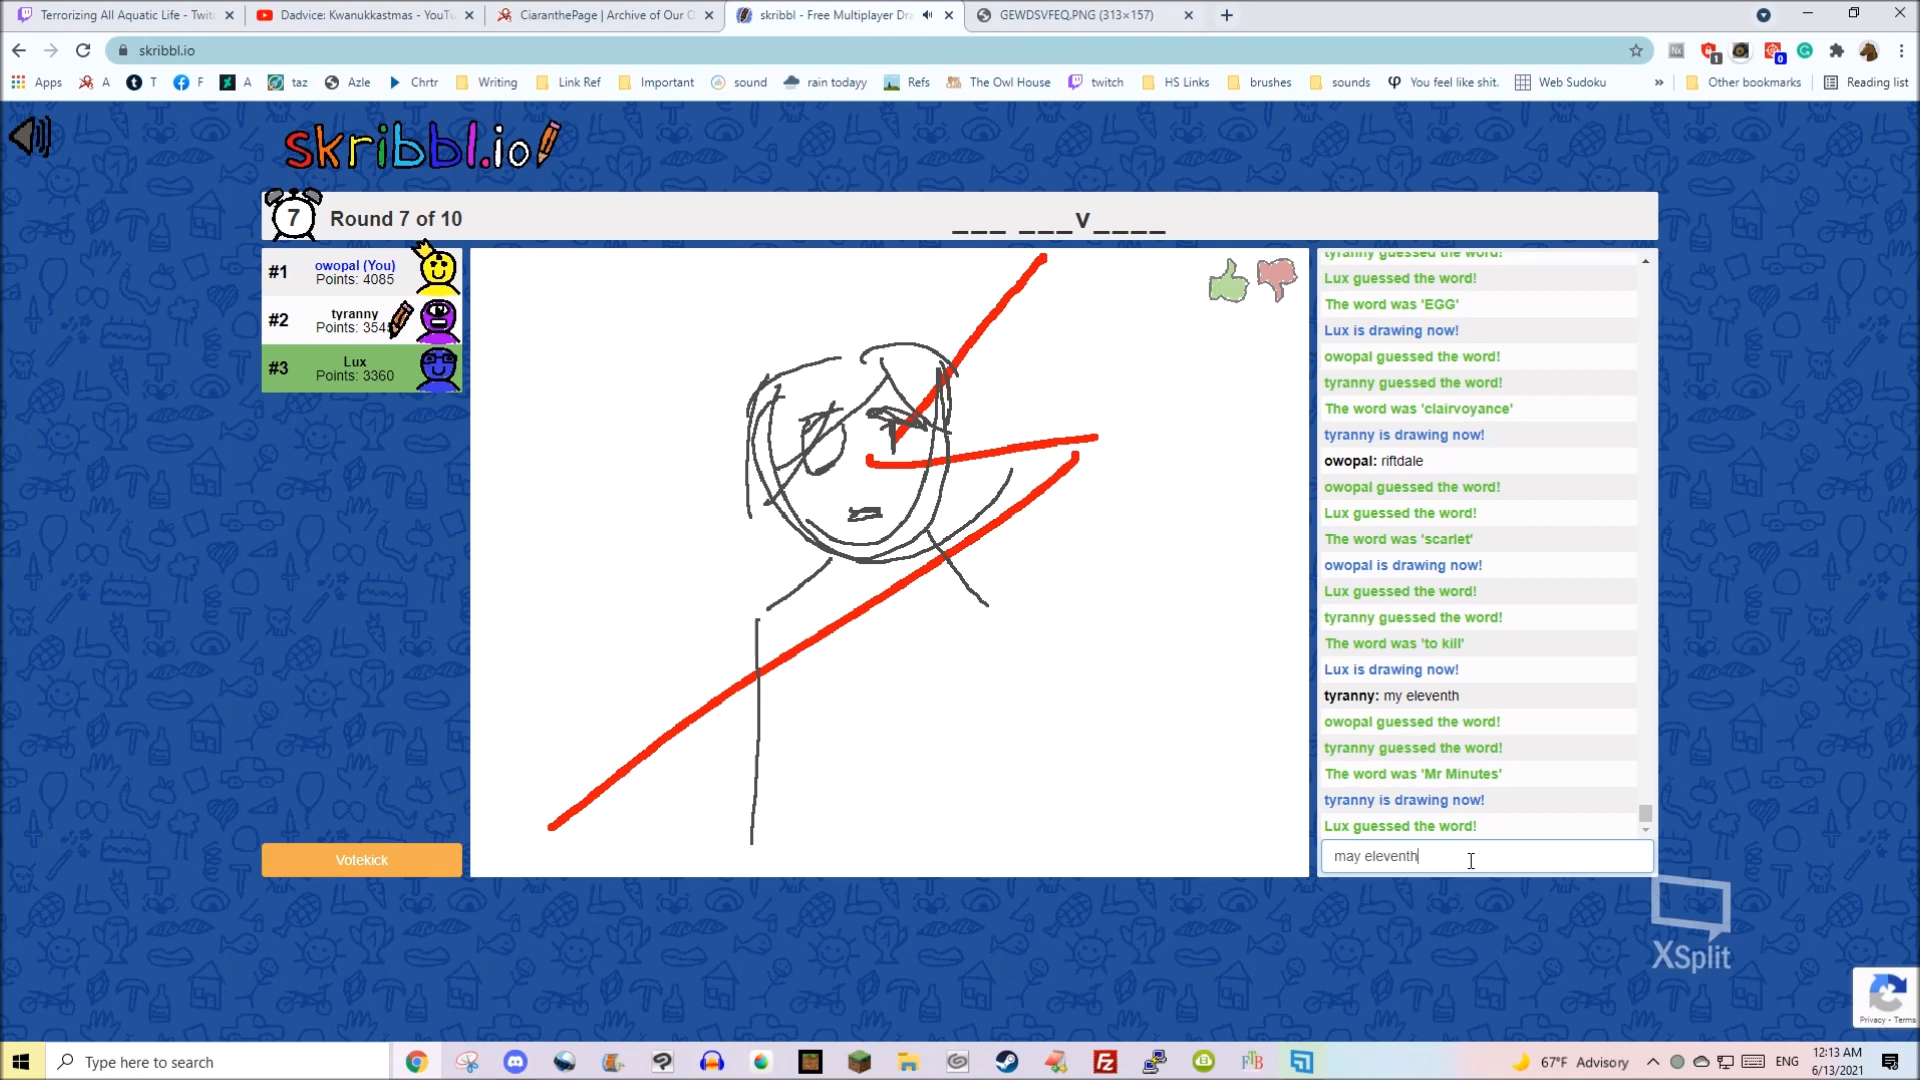 Terrorizing All Aquatic Life - Twit
Dadvice: Kwanukkastmas - YouTu
CiaranthePage | Archive of Our O
skribbl - Free Multiplayer Dr
GEWDSVFEQ.PNG (313×157)
skribbl.io
Apps A T F A taz Azle Chrtr Writing Link Ref Important sound rain todayy Refs The Owl House twitch HS Links brushes sounds You feel like shit. Web Sudoku » Other bookmarks Reading list
skribbl.io
7 Round 7 of 10 ___ ___v____
#1 owopal (You)
Points: 4085
#2 tyranny
Points: 3545
#3 Lux
Points: 3360
tyranny guessed the word!
Lux guessed the word!
The word was 'EGG'
Lux is drawing now!
owopal guessed the word!
tyranny guessed the word!
The word was 'clairvoyance'
tyranny is drawing now!
owopal: riftdale
owopal guessed the word!
Lux guessed the word!
The word was 'scarlet'
owopal is drawing now!
Lux guessed the word!
tyranny guessed the word!
The word was 'to kill'
Lux is drawing now!
tyranny: my eleventh
owopal guessed the word!
tyranny guessed the word!
The word was 'Mr Minutes'
tyranny is drawing now!
Lux guessed the word!
may eleventh
Votekick
XSplit
Privacy - Terms
Type here to search
67°F Advisory
ENG
12:13 AM
6/13/2021